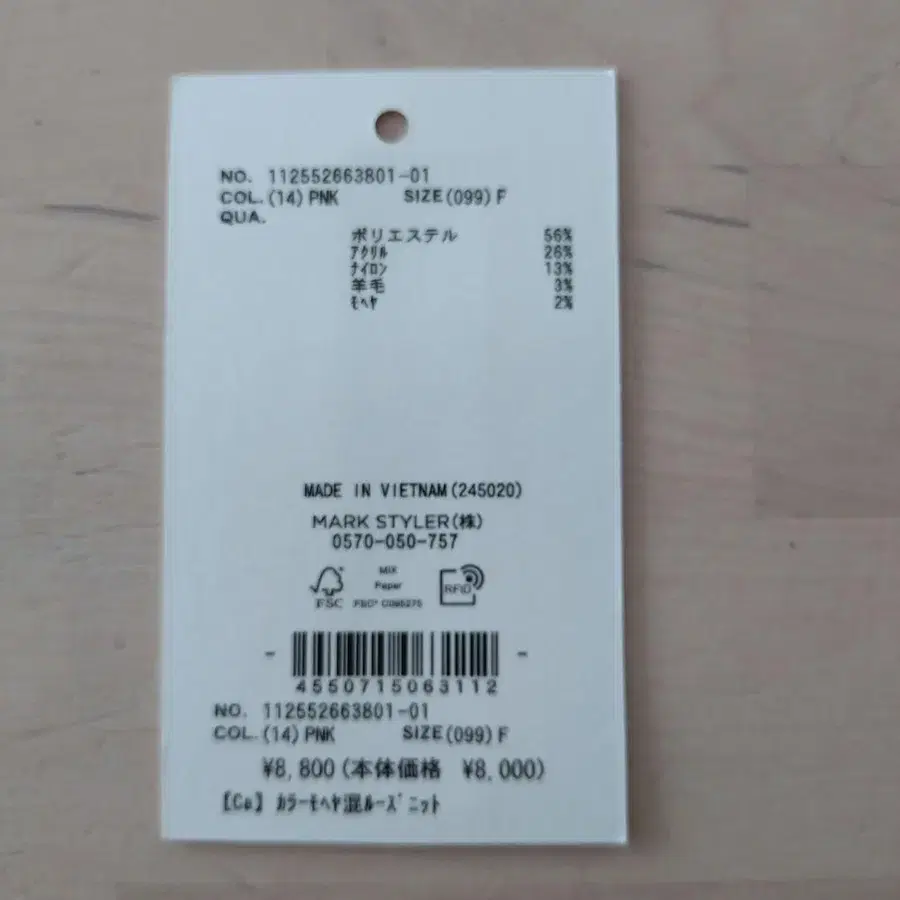 NO. 112552663801-01
COL.(14)PNK SIZE(099)F
QUA.
ポリエステル 56%
ｱｸﾘﾙ 26%
ﾅｲﾛﾝ 13%
羊毛 3%
ﾓﾍﾔ 2%
MADE IN VIETNAM(245020)
MARK STYLER(株)
0570-050-757
FSC
MIX
Paper
RFID
- 4550715063112 -
NO. 112552663801-01
COL.(14)PNK SIZE(099)F
¥8,800(本体価格 ¥8,000)
【Ca】ｶﾗｰﾓﾍﾔ混ﾙｰｽﾞﾆｯﾄ